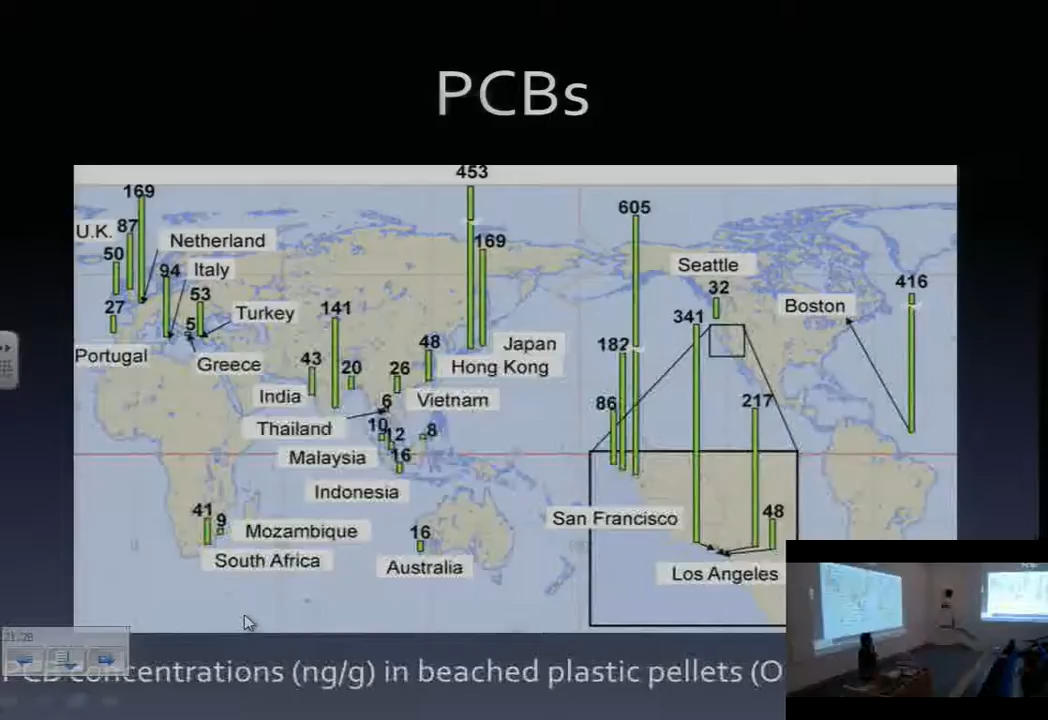 PCBs
453
169
605
U.K.
87
Netherland
169
50
94
Italy
Seattle
53
32
416
27
5
Turkey
141
341
Boston
Portugal
Greece
43
20
48
Japan
182
India
26
Hong Kong
86
6
Vietnam
217
Thailand
10
12
8
Malaysia
16
Indonesia
41
9
Mozambique
16
San Francisco
48
South Africa
Australia
Los Angeles
PCB concentrations (ng/g) in beached plastic pellets (O